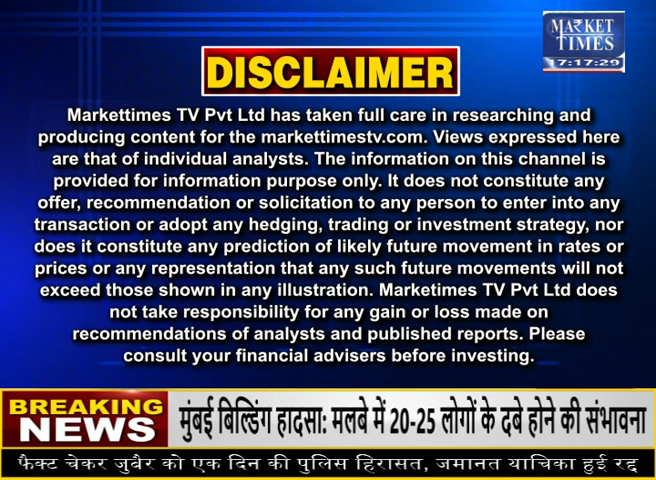 MARKET
TIMES
17:17:29
DISCLAIMER
Markettimes TV Pvt Ltd has taken full care in researching and
producing content for the markettimestv.com. Views expressed here
are that of individual analysts. The information on this channel is
provided for information purpose only. It does not constitute any
offer, recommendation or solicitation to any person to enter into any
transaction or adopt any hedging, trading or investment strategy, nor
does it constitute any prediction of likely future movement in rates or
prices or any representation that any such future movements will not
exceed those shown in any illustration. Marketimes TV Pvt Ltd does
not take responsibility for any gain or loss made on
recommendations of analysts and published reports. Please
consult your financial advisers before investing.
BREAKING
NEWS
मुंबई बिल्डिंग हादसा: मलबे में 20-25 लोगों के दबे होने की संभावना
फैक्ट चेकर जुबैर को एक दिन की पुलिस हिरासत, जमानत याचिका हुई रद्द